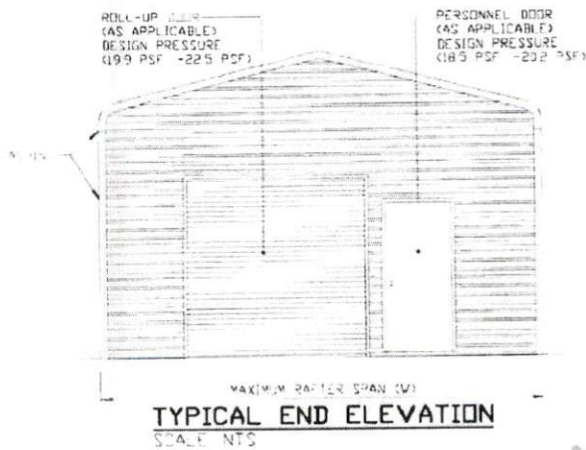 ROLL-UP DOOR
(AS APPLICABLE)
DESIGN PRESSURE
(19.9 PSF -22.5 PSF)
PERSONNEL DOOR
(AS APPLICABLE)
DESIGN PRESSURE
(18.5 PSF -20.2 PSF)
MAXIMUM RAFTER SPAN (W)
TYPICAL END ELEVATION
SCALE NTS